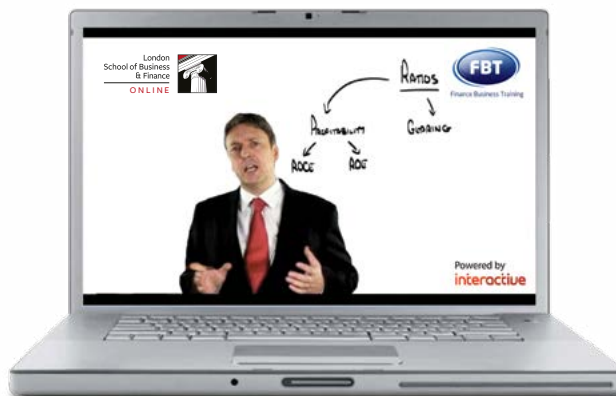 London
School of Business
& Finance
ONLINE
RATIOS
FBT
Finance Business Training
PROFITABILITY
GEARING
ROCE
ROE
Powered by
interactive